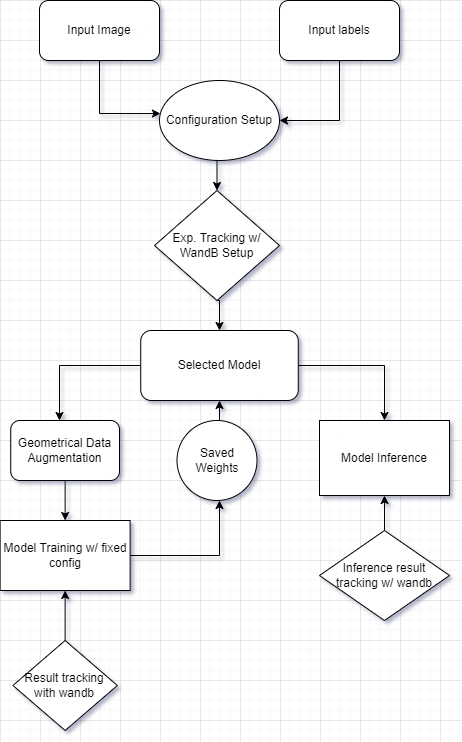 Input Image
Input labels
Configuration Setup
Exp. Tracking w/
WandB Setup
Selected Model
Geometrical Data
Augmentation
Saved
Weights
Model Inference
Model Training w/ fixed
config
Inference result
tracking w/ wandb
Result tracking
with wandb